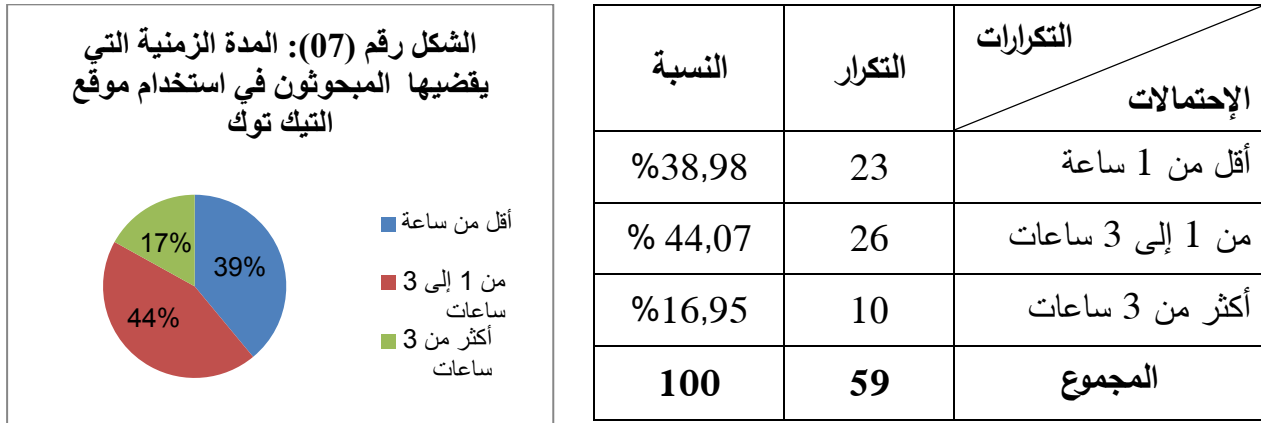 التكرارات
الإحتمالات
التكرار
النسبة
أقل من 1 ساعة
23
%38,98
من 1 إلى 3 ساعات
26
% 44,07
أكثر من 3 ساعات
10
%16,95
المجموع
59
100
الشكل رقم (07): المدة الزمنية التي
يقضيها المبحوثون في استخدام موقع
التيك توك
39%
44%
17%
أقل من ساعة
من 1 إلى 3
ساعات
أكثر من 3
ساعات